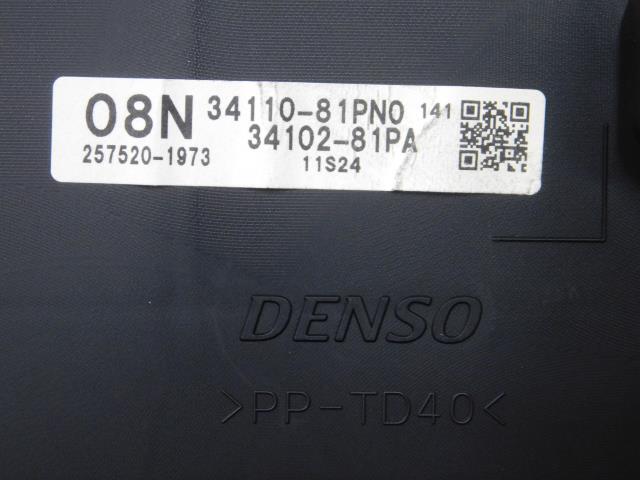 08N 34110-81PN0 141
34102-81PA
257520-1973 11S24
DENSO
>PP-TD40<